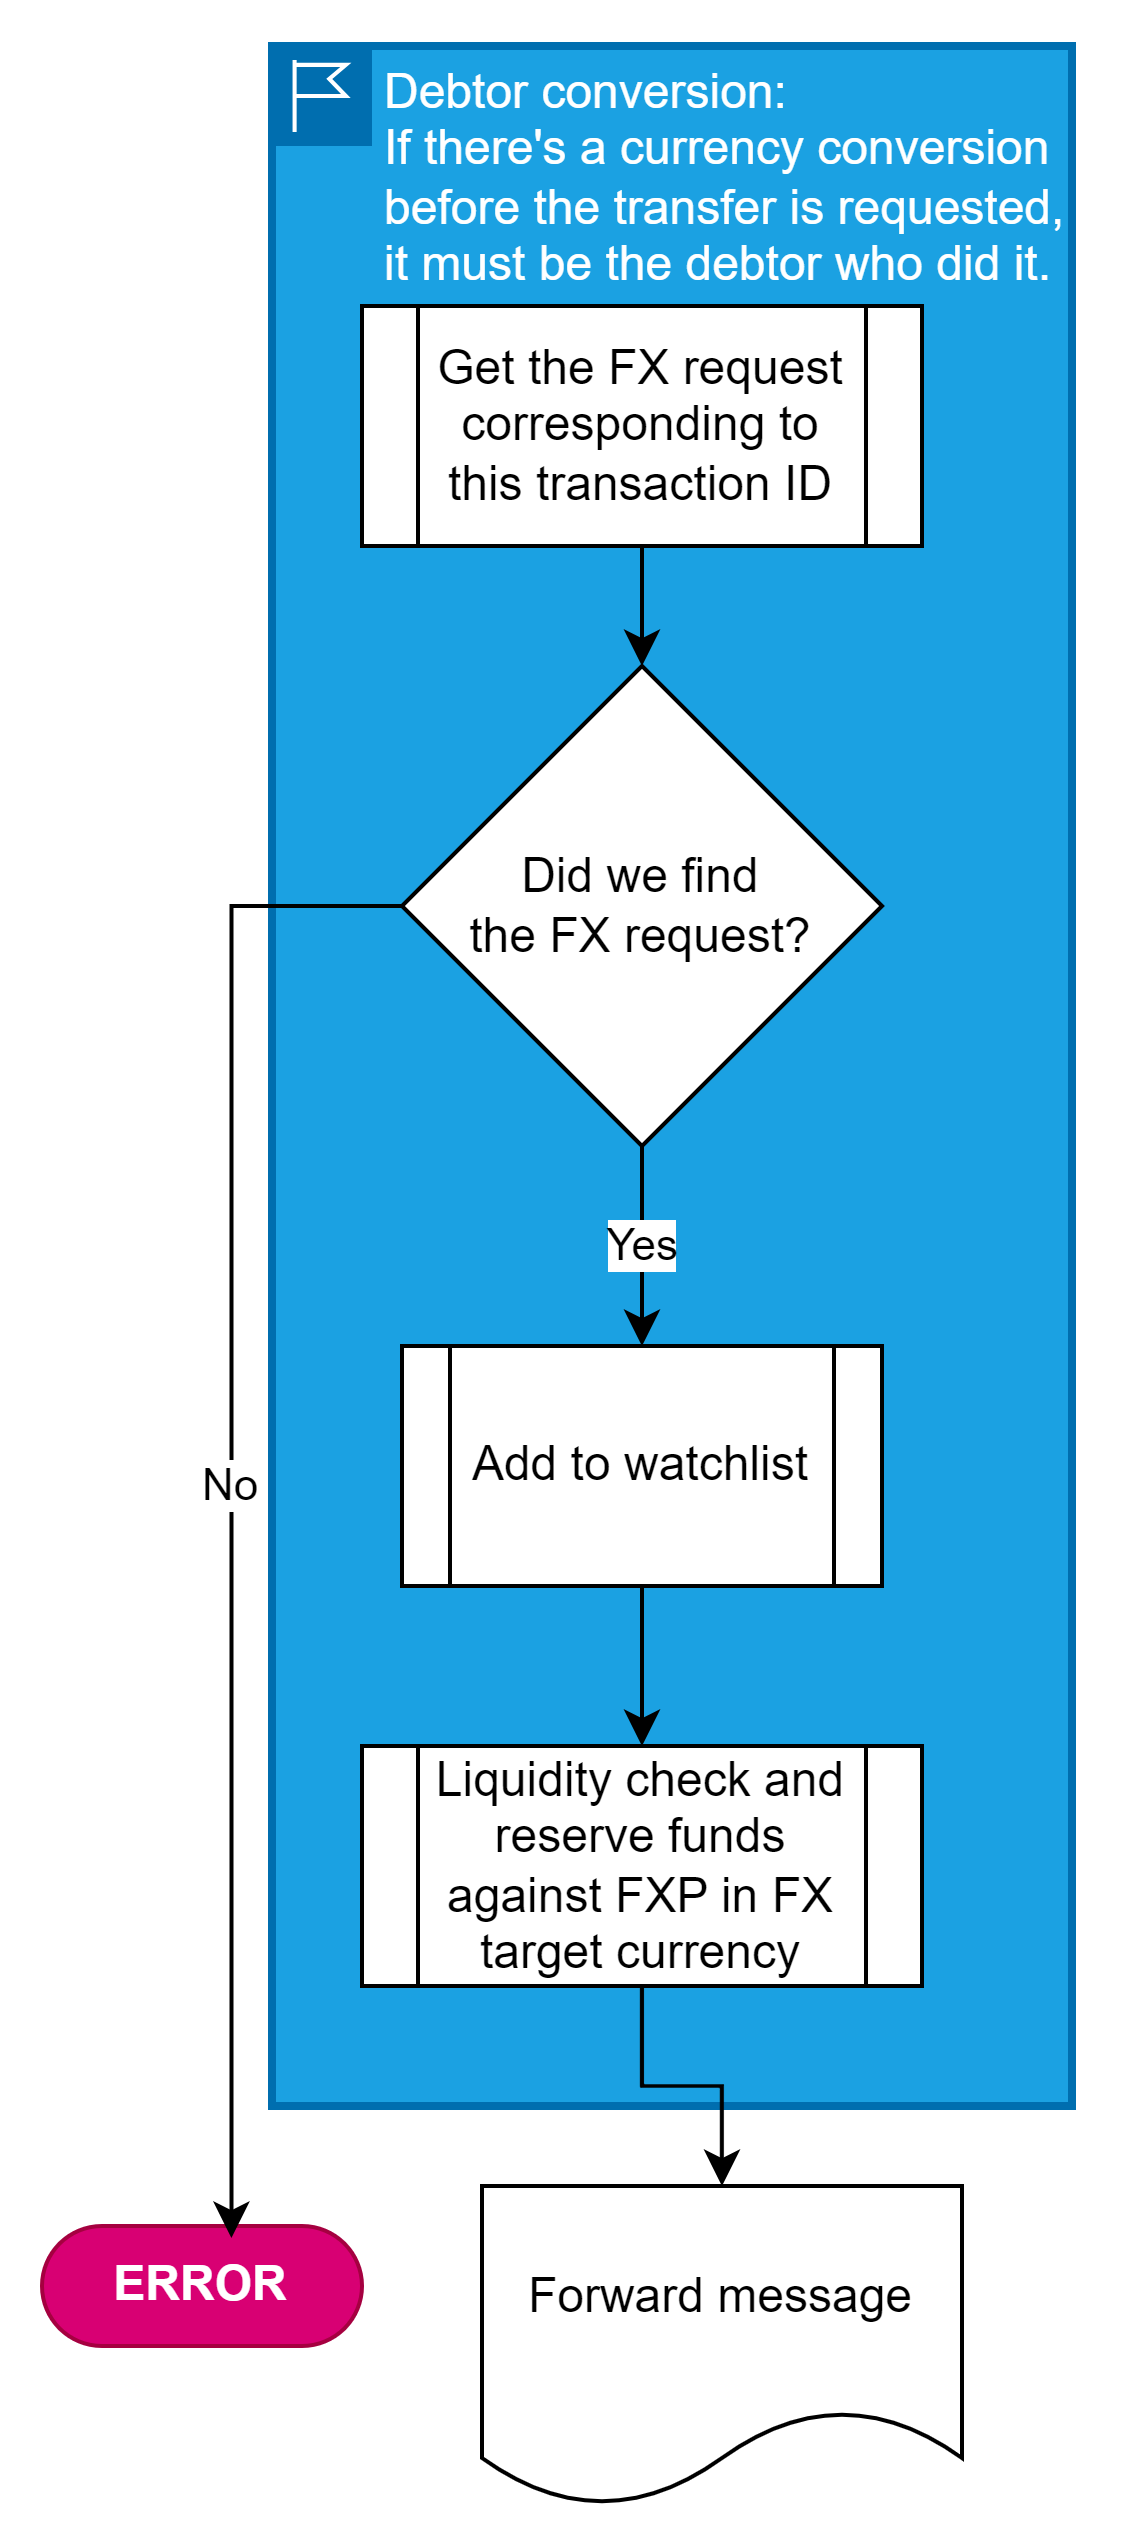 Debtor conversion:
If there's a currency conversion
before the transfer is requested,
it must be the debtor who did it.
Get the FX request
corresponding to
this transaction ID
Did we find
the FX request?
Yes
Add to watchlist
No
Liquidity check and
reserve funds
against FXP in FX
target currency
ERROR
Forward message